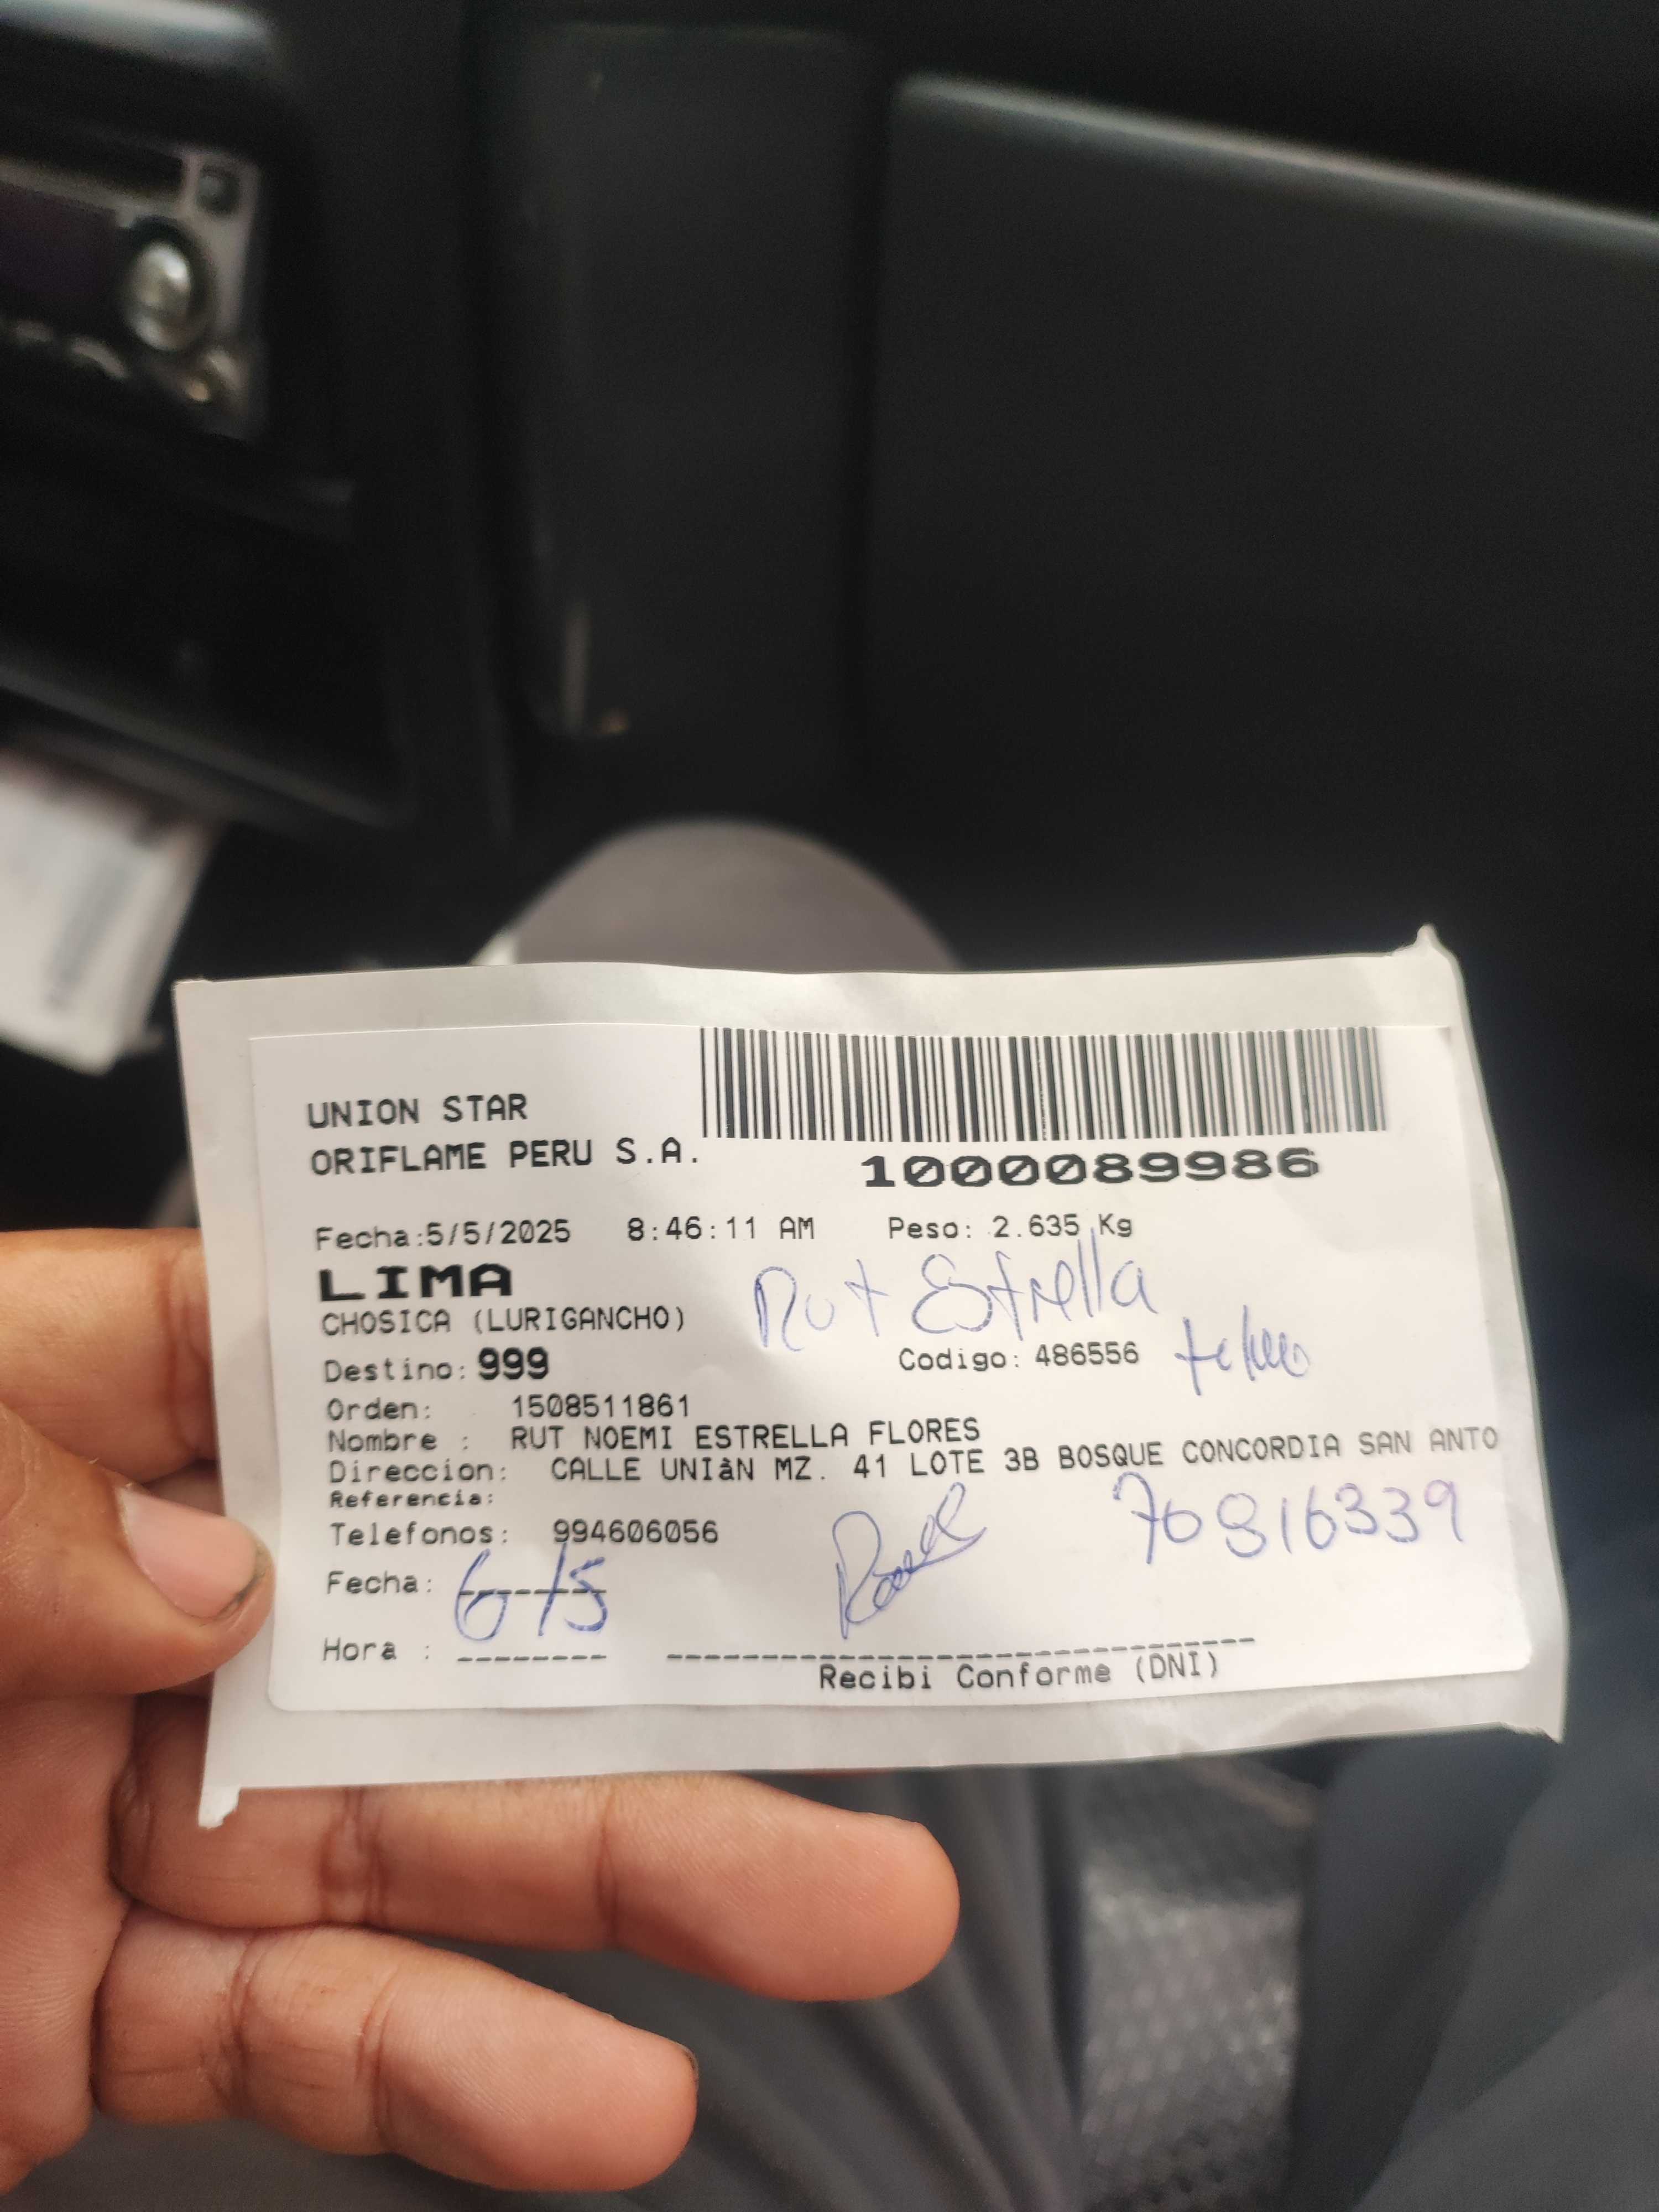 UNION STAR
ORIFLAME PERU S.A.
1000089986
Fecha:5/5/2025 8:46:11 AM Peso: 2.635 Kg
LIMA
Rut Estrella
CHOSICA (LURIGANCHO)
Destino: 999 Codigo: 486556
Orden: 1508511861
Nombre : RUT NOEMI ESTRELLA FLORES
Direccion: CALLE UNIàN MZ. 41 LOTE 3B BOSQUE CONCORDIA SAN ANTO
Referencia:
Telefonos: 994606056
70816339
Fecha: 6/5
Hora : --------
Recibi Conforme (DNI)